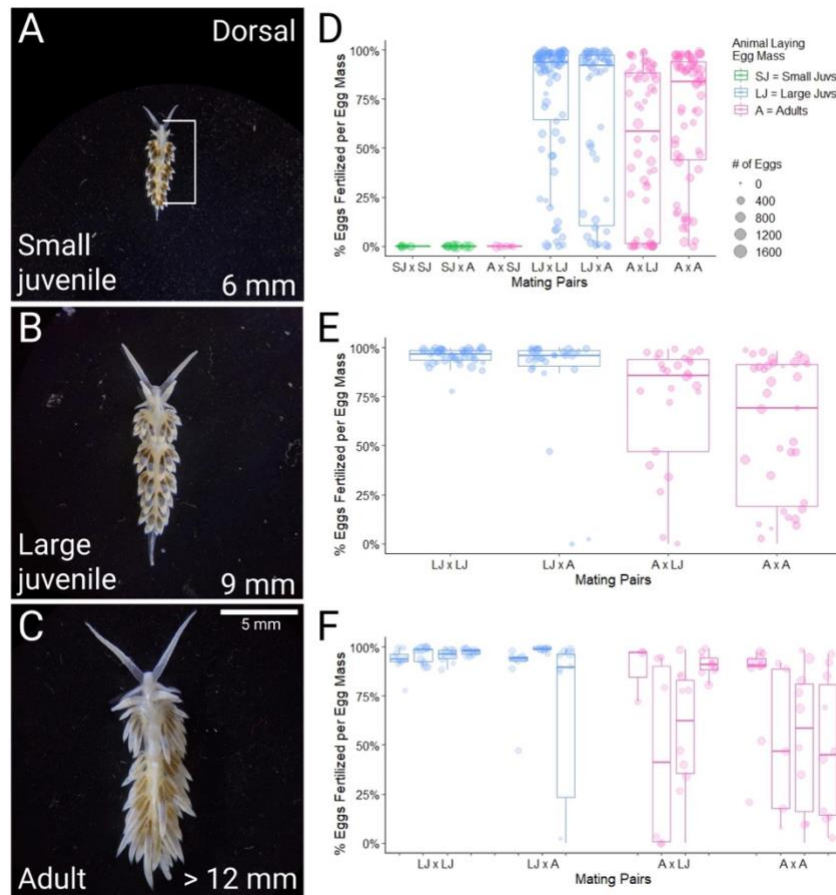 A
Dorsal
Small
juvenile
6 mm
B
Large
juvenile
9 mm
C
5 mm
Adult
> 12 mm
D
% Eggs Fertilized per Egg Mass
100%
75%
50%
25%
0%
SJ x SJ
SJ x A
A x SJ
LJ x LJ
LJ x A
A x LJ
A x A
Mating Pairs
Animal Laying
Egg Mass
SJ = Small Juvs
LJ = Large Juvs
A = Adults
# of Eggs
0
400
800
1200
1600
E
% Eggs Fertilized per Egg Mass
100%
75%
50%
25%
0%
LJ x LJ
LJ x A
A x LJ
A x A
Mating Pairs
F
% Eggs Fertilized per Egg Mass
100%
75%
50%
25%
0%
LJ x LJ
LJ x A
A x LJ
A x A
Mating Pairs